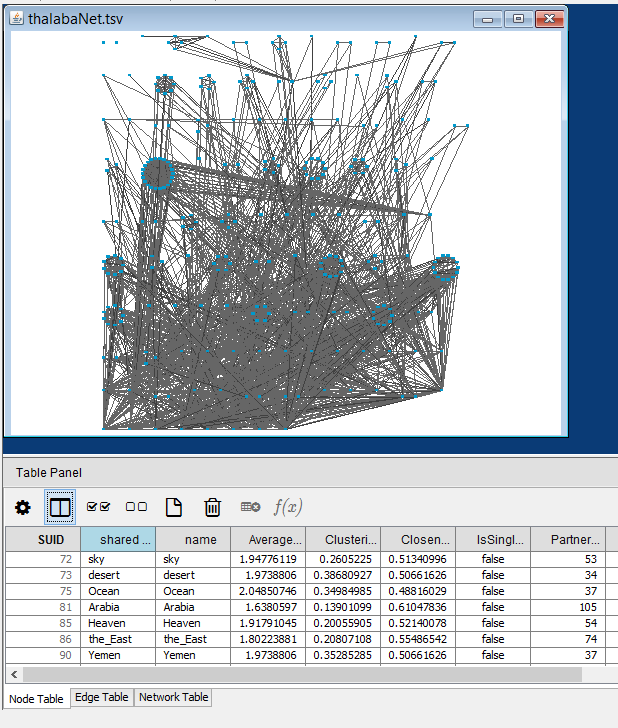 thalabaNet.tsv
Table Panel
f(x)
SUID shared ... name Average... Clusteri... Closen... IsSingl... Partner...
72 sky sky 1.94776119 0.2605225 0.51340996 false 53
73 desert desert 1.9738806 0.38680927 0.50661626 false 34
75 Ocean Ocean 2.04850746 0.34984985 0.48816029 false 37
81 Arabia Arabia 1.6380597 0.13901099 0.61047836 false 105
85 Heaven Heaven 1.91791045 0.20055905 0.52140078 false 54
86 the_East the_East 1.80223881 0.20807108 0.55486542 false 74
90 Yemen Yemen 1.9738806 0.35285285 0.50661626 false 37
Node Table Edge Table Network Table